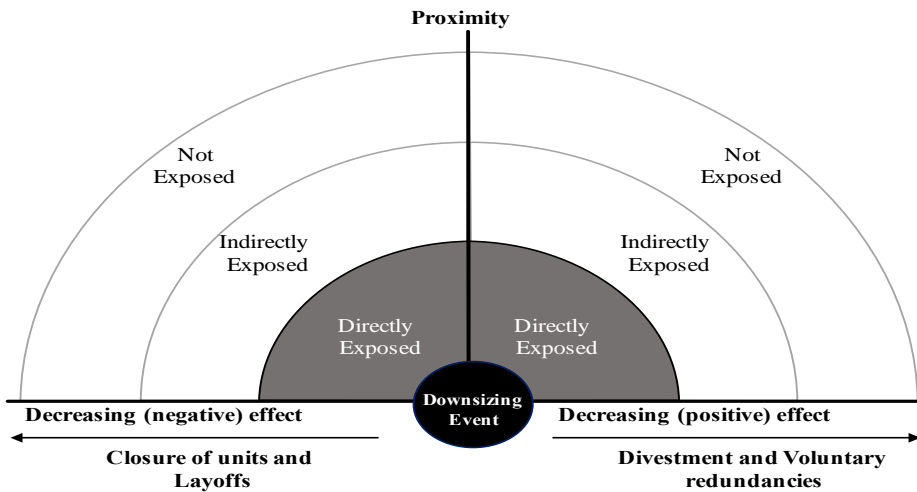 Proximity
Not
Exposed
Not
Exposed
Indirectly
Exposed
Indirectly
Exposed
Directly
Exposed
Directly
Exposed
Downsizing
Event
Decreasing (negative) effect
Decreasing (positive) effect
Closure of units and
Layoffs
Divestment and Voluntary
redundancies